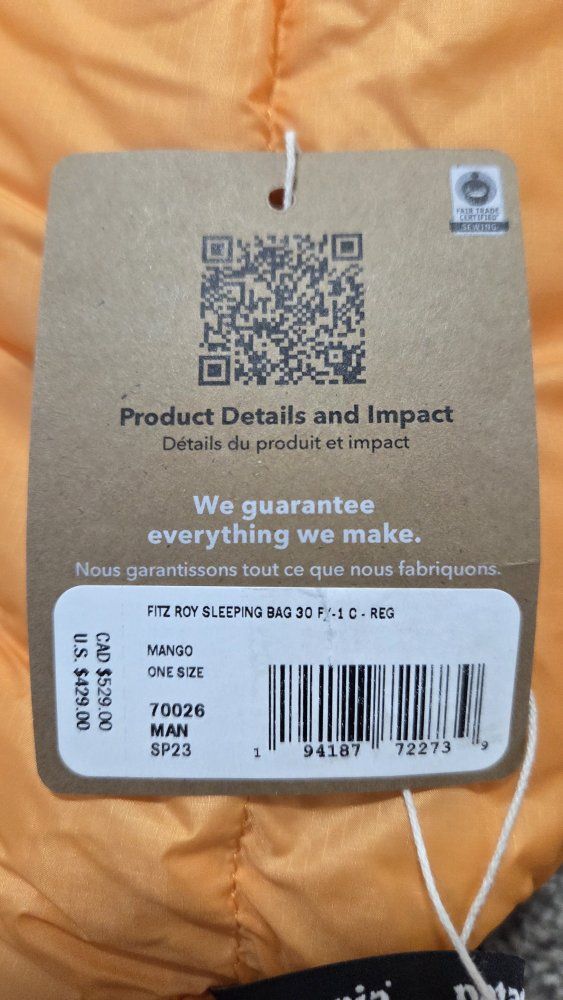 FAIR TRADE
CERTIFIED
SEWING
Product Details and Impact
Détails du produit et impact
We guarantee
everything we make.
Nous garantissons tout ce que nous fabriquons.
FITZ ROY SLEEPING BAG 30 F/-1 C - REG
MANGO
ONE SIZE
70026
MAN
SP23
CAD $529.00
U.S. $429.00
1 94187 72273 9